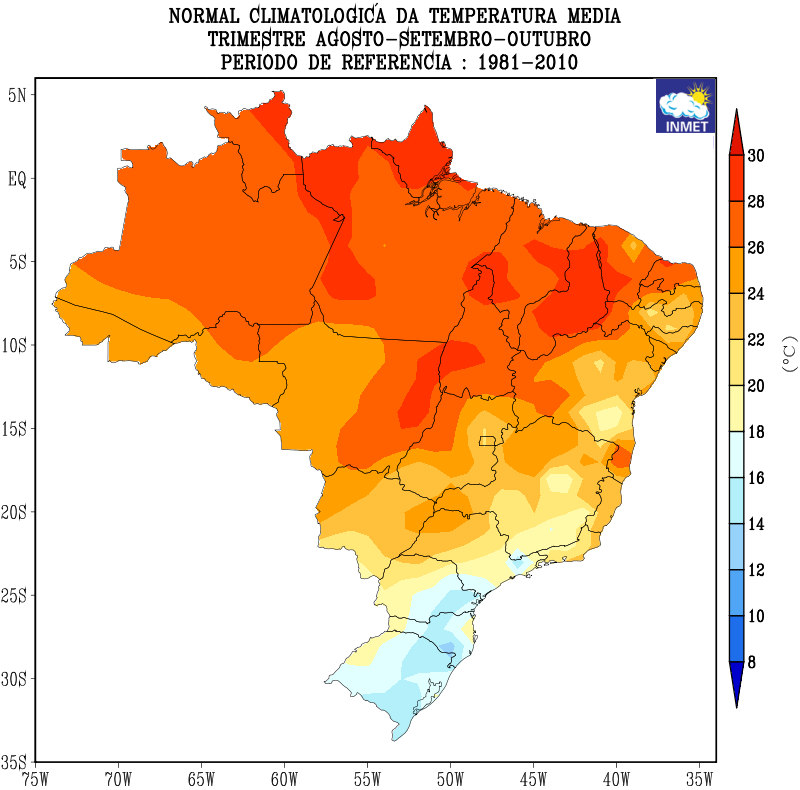 NORMAL CLIMATOLOGICÁ DA TEMPERATURA MEDIA
TRIMESTRE AGOSTO-SETEMBRO-OUTUBRO
PERIODO DE REFERENCIA : 1981-2010
INMET
5N
EQ
5S
10S
15S
20S
25S
30S
35S
75W 70W 65W 60W 55W 50W 45W 40W 35W
30
28
26
24
22
20
18
16
14
12
10
8
(°C)